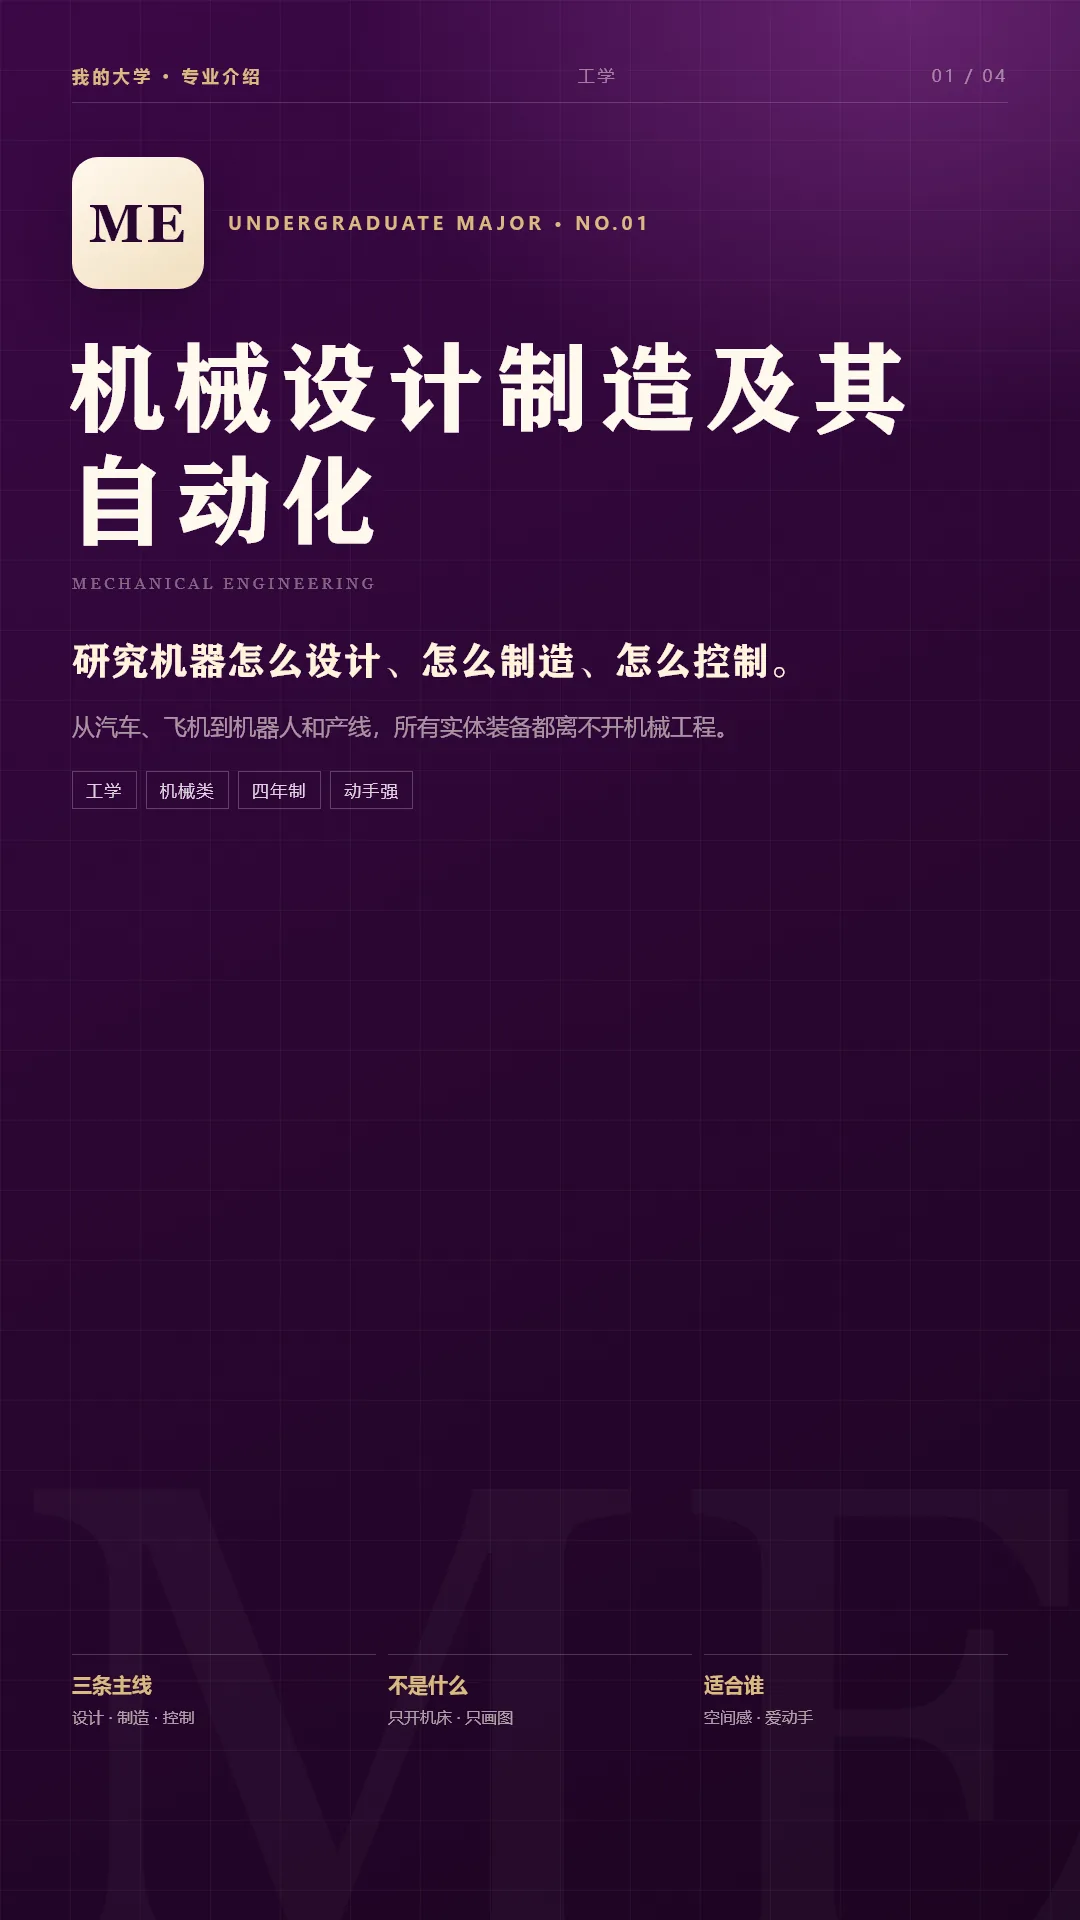 我的大学 • 专业介绍
工学
01 / 04
ME
UNDERGRADUATE MAJOR • NO.01
机械设计制造及其
自动化
MECHANICAL ENGINEERING
研究机器怎么设计、怎么制造、怎么控制。
从汽车、飞机到机器人和产线，所有实体装备都离不开机械工程。
工学
机械类
四年制
动手强
ME
三条主线
设计 · 制造 · 控制
不是什么
只开机床 · 只画图
适合谁
空间感 · 爱动手